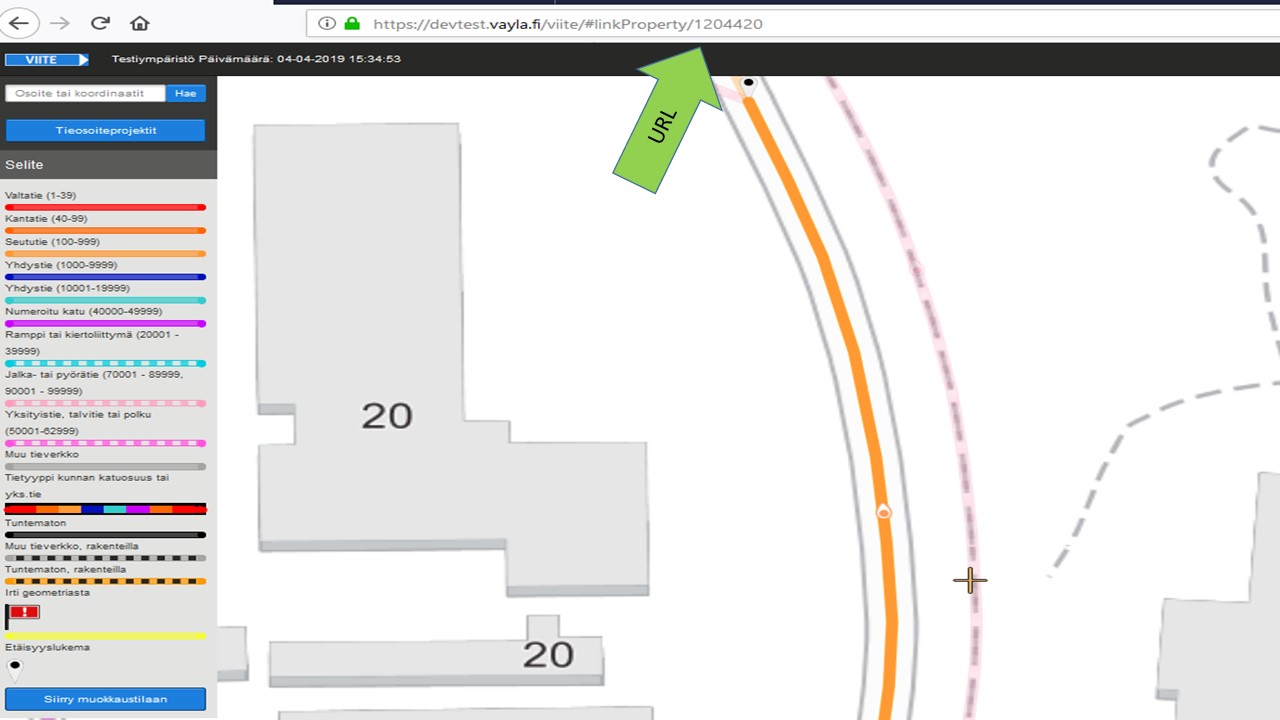 https://devtest.vayla.fi/viite/#linkProperty/1204420
VIITE
Testiympäristö Päivämäärä: 04-04-2019 15:34:53
Osoite tai koordinaatit
Hae
Tieosoiteprojektit
Selite
Valtatie (1-39)
Kantatie (40-99)
Seututie (100-999)
Yhdystie (1000-9999)
Yhdystie (10001-19999)
Numeroitu katu (40000-49999)
Ramppi tai kiertoliittymä (20001 -
39999)
Jalka- tai pyörätie (70001 - 89999,
90001 - 99999)
Yksityistie, talvitie tai polku
(50001-62999)
Muu tieverkko
Tietyyppi kunnan katuosuus tai
yks.tie
Tuntematon
Muu tieverkko, rakenteilla
Tuntematon, rakenteilla
Irti geometriasta
!
Etäisyyslukema
Siirry muokkaustilaan
URL
20
20